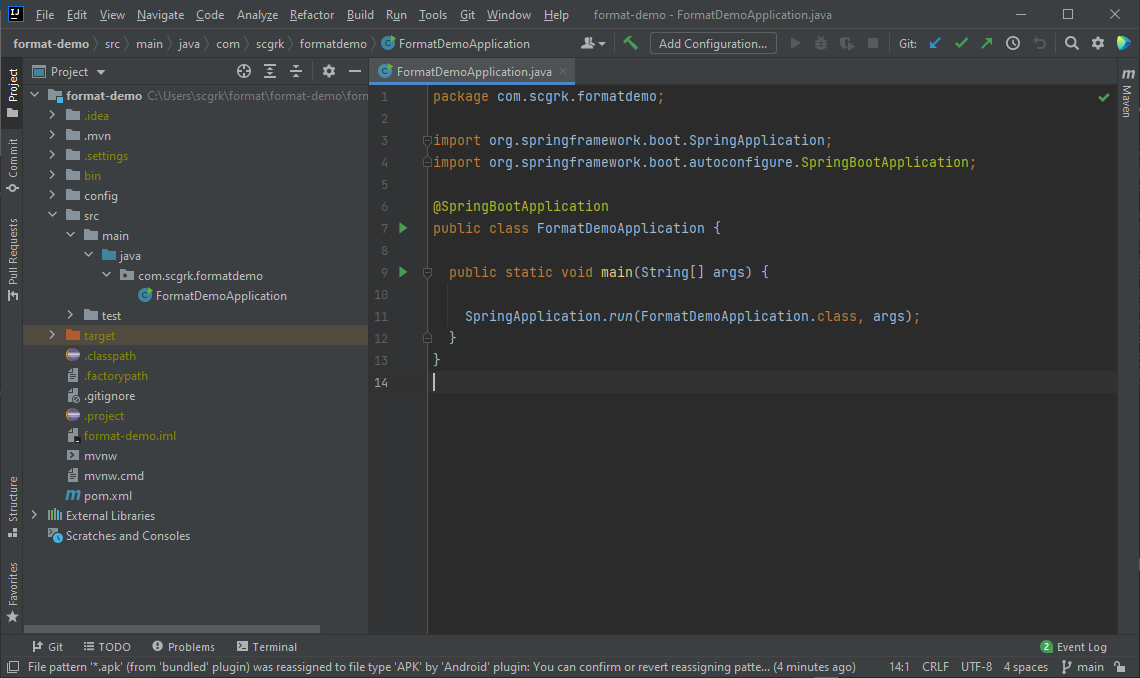 IJ File Edit View Navigate Code Analyze Refactor Build Run Tools Git Window Help format-demo - FormatDemoApplication.java
format-demo src main java com scgrk formatdemo C FormatDemoApplication Add Configuration... Git:
Project
C FormatDemoApplication.java
Project
Commit
Pull Requests
Structure
Favorites
format-demo C:\Users\scgrk\format\format-demo\forn
.idea
.mvn
.settings
bin
config
src
main
java
com.scgrk.formatdemo
C FormatDemoApplication
test
target
.classpath
.factorypath
.gitignore
.project
format-demo.iml
mvnw
mvnw.cmd
m pom.xml
External Libraries
Scratches and Consoles
1 package com.scgrk.formatdemo;
2
3 import org.springframework.boot.SpringApplication;
4 import org.springframework.boot.autoconfigure.SpringBootApplication;
5
6 @SpringBootApplication
7 public class FormatDemoApplication {
8
9 public static void main(String[] args) {
10
11 SpringApplication.run(FormatDemoApplication.class, args);
12 }
13 }
14
m Maven
Git TODO Problems Terminal 2 Event Log
File pattern '*.apk' (from 'bundled' plugin) was reassigned to file type 'APK' by 'Android' plugin: You can confirm or revert reassigning patte... (4 minutes ago) 14:1 CRLF UTF-8 4 spaces main